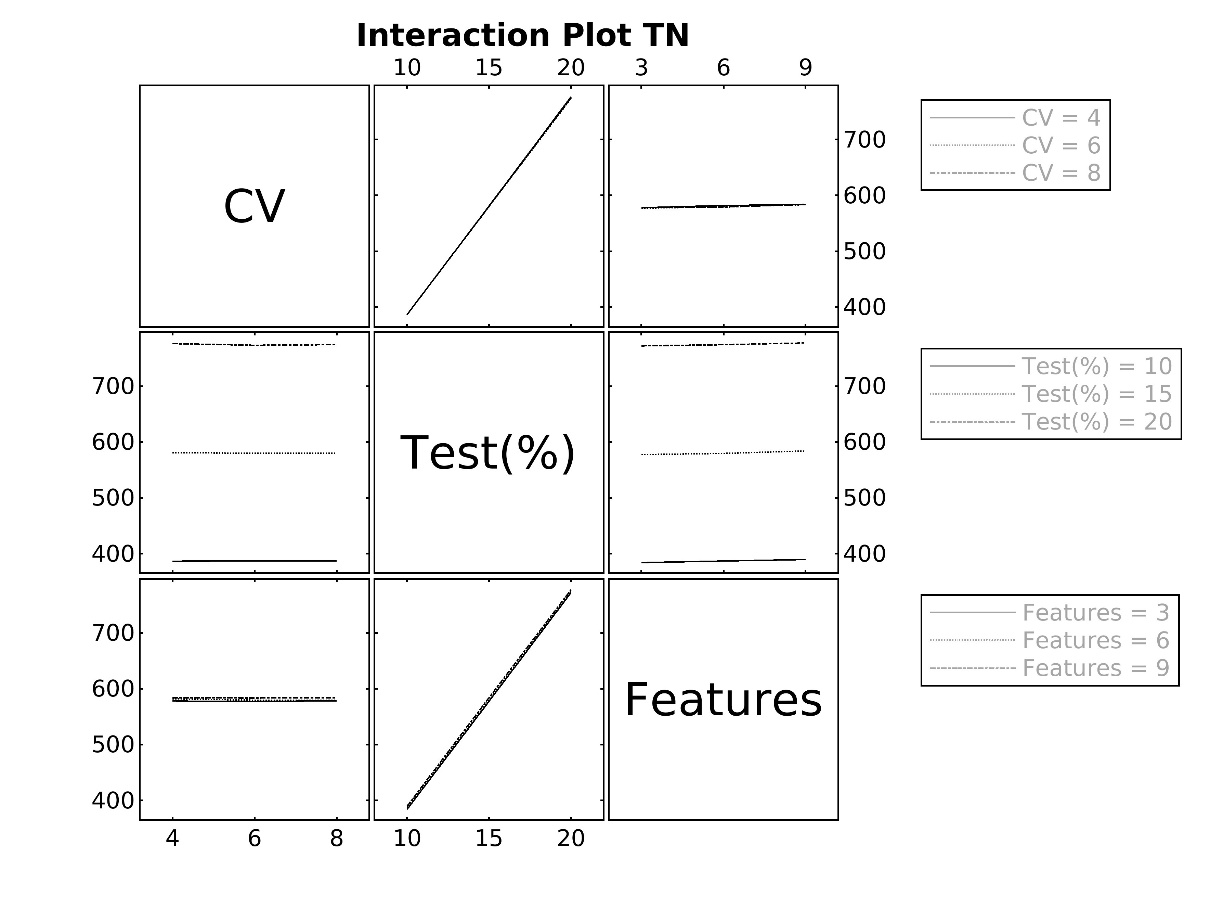 Interaction Plot TN
10 15 20 3 6 9
CV
700
600
500
400
CV = 4
CV = 6
CV = 8
700
600
500
400
Test(%)
700
600
500
400
Test(%) = 10
Test(%) = 15
Test(%) = 20
700
600
500
400
Features
Features = 3
Features = 6
Features = 9
4 6 8 10 15 20